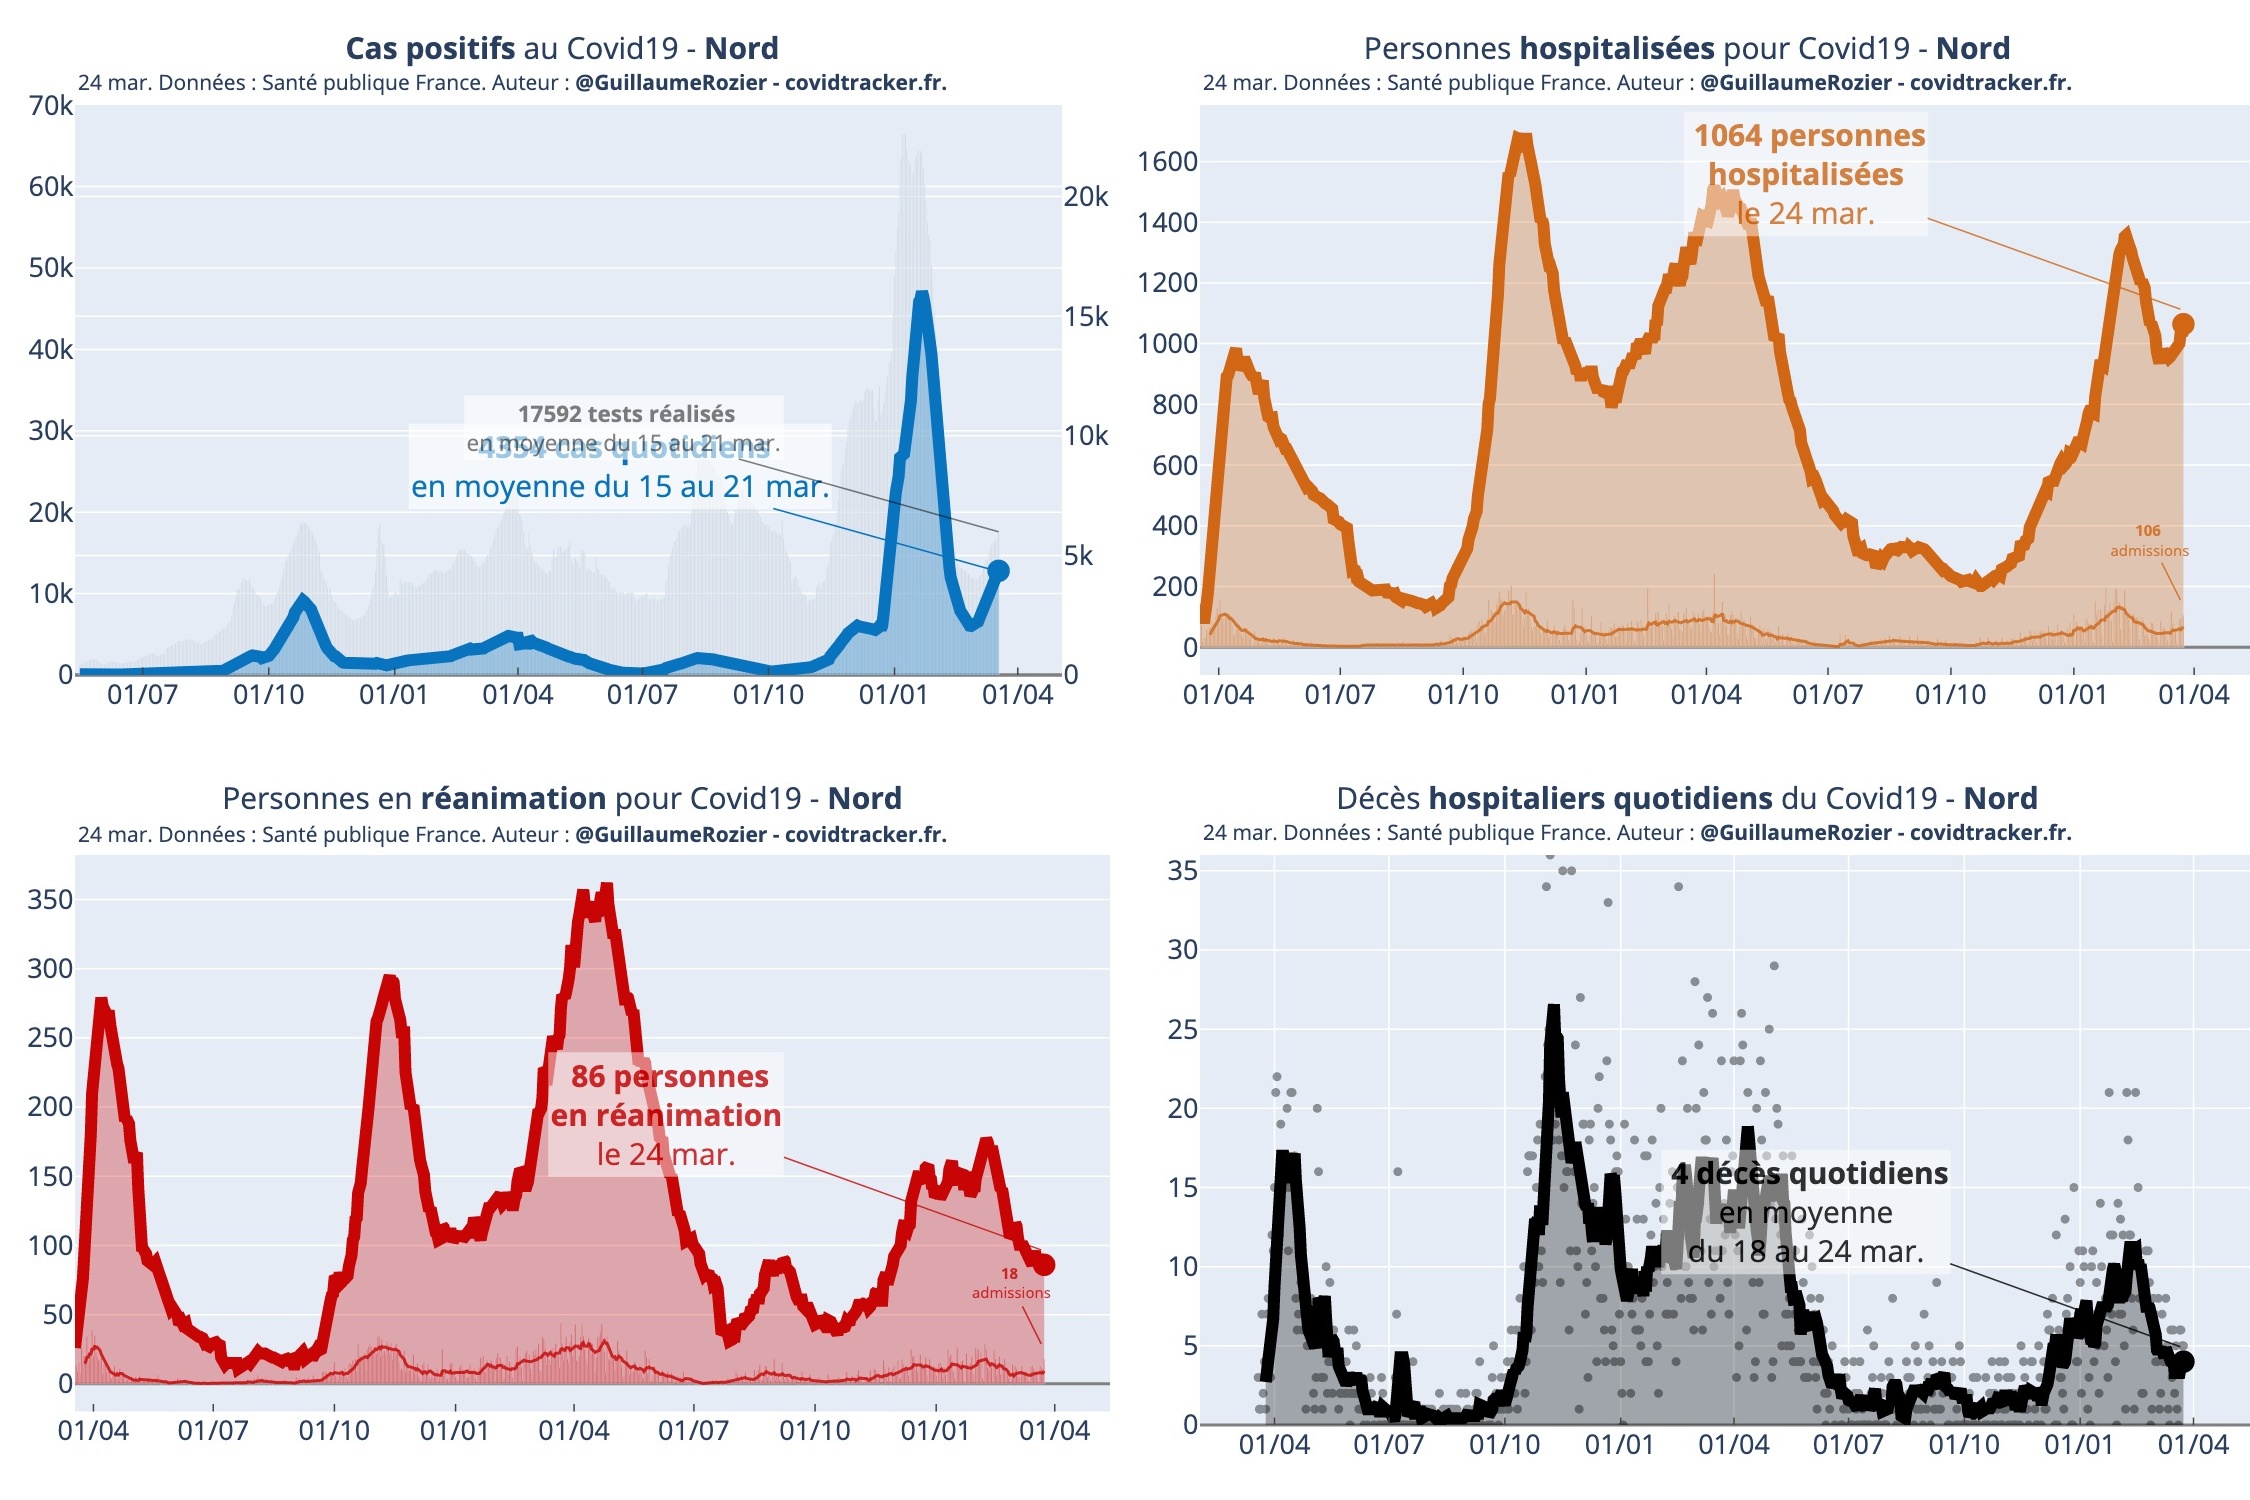 Cas positifs au Covid19 - Nord
24 mar. Données : Santé publique France. Auteur : @GuillaumeRozier - covidtracker.fr.
70k
60k
50k
40k
30k
20k
10k
0
20k
15k
10k
5k
0
17592 tests réalisés
en moyenne du 15 au 21 mar.
4354 cas quotidiens
en moyenne du 15 au 21 mar.
01/07 01/10 01/01 01/04 01/07 01/10 01/01 01/04
Personnes hospitalisées pour Covid19 - Nord
24 mar. Données : Santé publique France. Auteur : @GuillaumeRozier - covidtracker.fr.
1600
1400
1200
1000
800
600
400
200
0
1064 personnes
hospitalisées
le 24 mar.
106
admissions
01/04 01/07 01/10 01/01 01/04 01/07 01/10 01/01 01/04
Personnes en réanimation pour Covid19 - Nord
24 mar. Données : Santé publique France. Auteur : @GuillaumeRozier - covidtracker.fr.
350
300
250
200
150
100
50
0
86 personnes
en réanimation
le 24 mar.
18
admissions
01/04 01/07 01/10 01/01 01/04 01/07 01/10 01/01 01/04
Décès hospitaliers quotidiens du Covid19 - Nord
24 mar. Données : Santé publique France. Auteur : @GuillaumeRozier - covidtracker.fr.
35
30
25
20
15
10
5
0
4 décès quotidiens
en moyenne
du 18 au 24 mar.
01/04 01/07 01/10 01/01 01/04 01/07 01/10 01/01 01/04